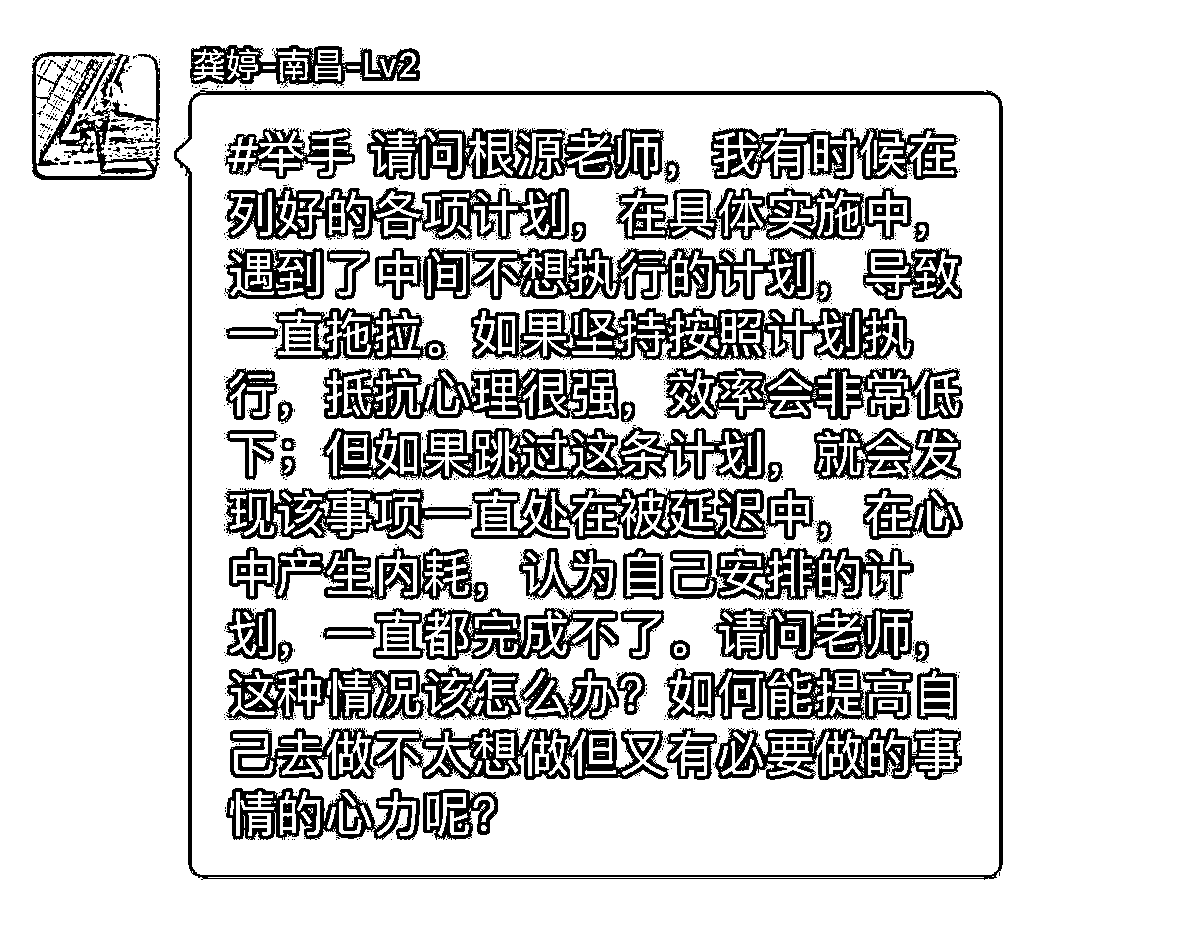 龚婷-南昌-Lv2
#举手 请问根源老师，我有时候在
列好的各项计划，在具体实施中，
遇到了中间不想执行的计划，导致
一直拖拉。如果坚持按照计划执
行，抵抗心理很强，效率会非常低
下；但如果跳过这条计划，就会发
现该事项一直处在被延迟中，在心
中产生内耗，认为自己安排的计
划，一直都完成不了。请问老师，
这种情况该怎么办？如何能提高自
己去做不太想做但又有必要做的事
情的心力呢？